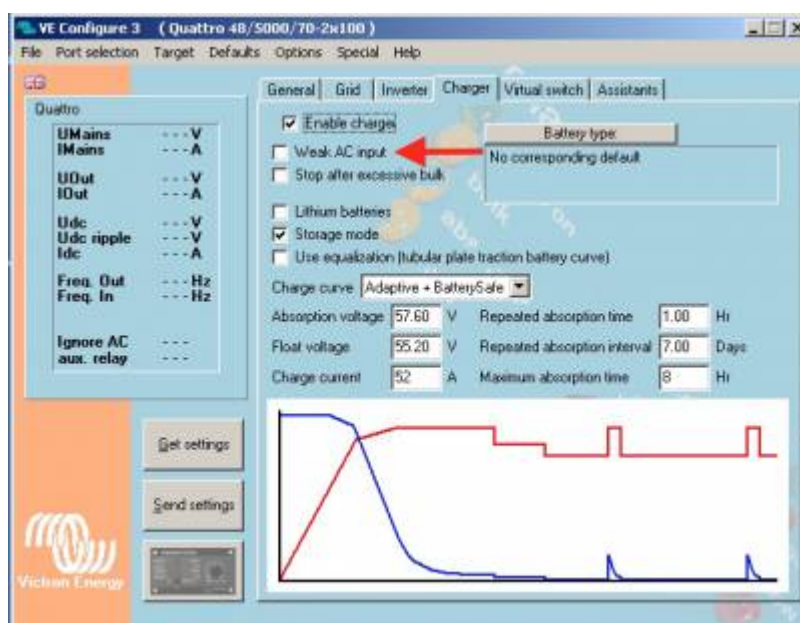 VE Configure 3 ( Quattro 48/5000/70-2x100 )
File Port selection Target Defaults Options Special Help
General Grid Inverter Charger Virtual switch Assistants
Quattro
UMains - - - V
IMains - - - A
UOut - - - V
IOut - - - A
Udc - - - V
Udc ripple - - - V
Idc - - - A
Freq. Out - - - Hz
Freq. In - - - Hz
Ignore AC - - -
aux. relay - - -
Get settings
Send settings
victron energy
Enable charger
Weak AC input
Stop after excessive bulk
Battery type:
No corresponding default
Lithium batteries
Storage mode
Use equalization (tubular plate traction battery curve)
Charge curve Adaptive + BatterySafe
Absorption voltage 57.60 V Repeated absorption time 1.00 Hr
Float voltage 55.20 V Repeated absorption interval 7.00 Days
Charge current 52 A Maximum absorption time 8 Hr